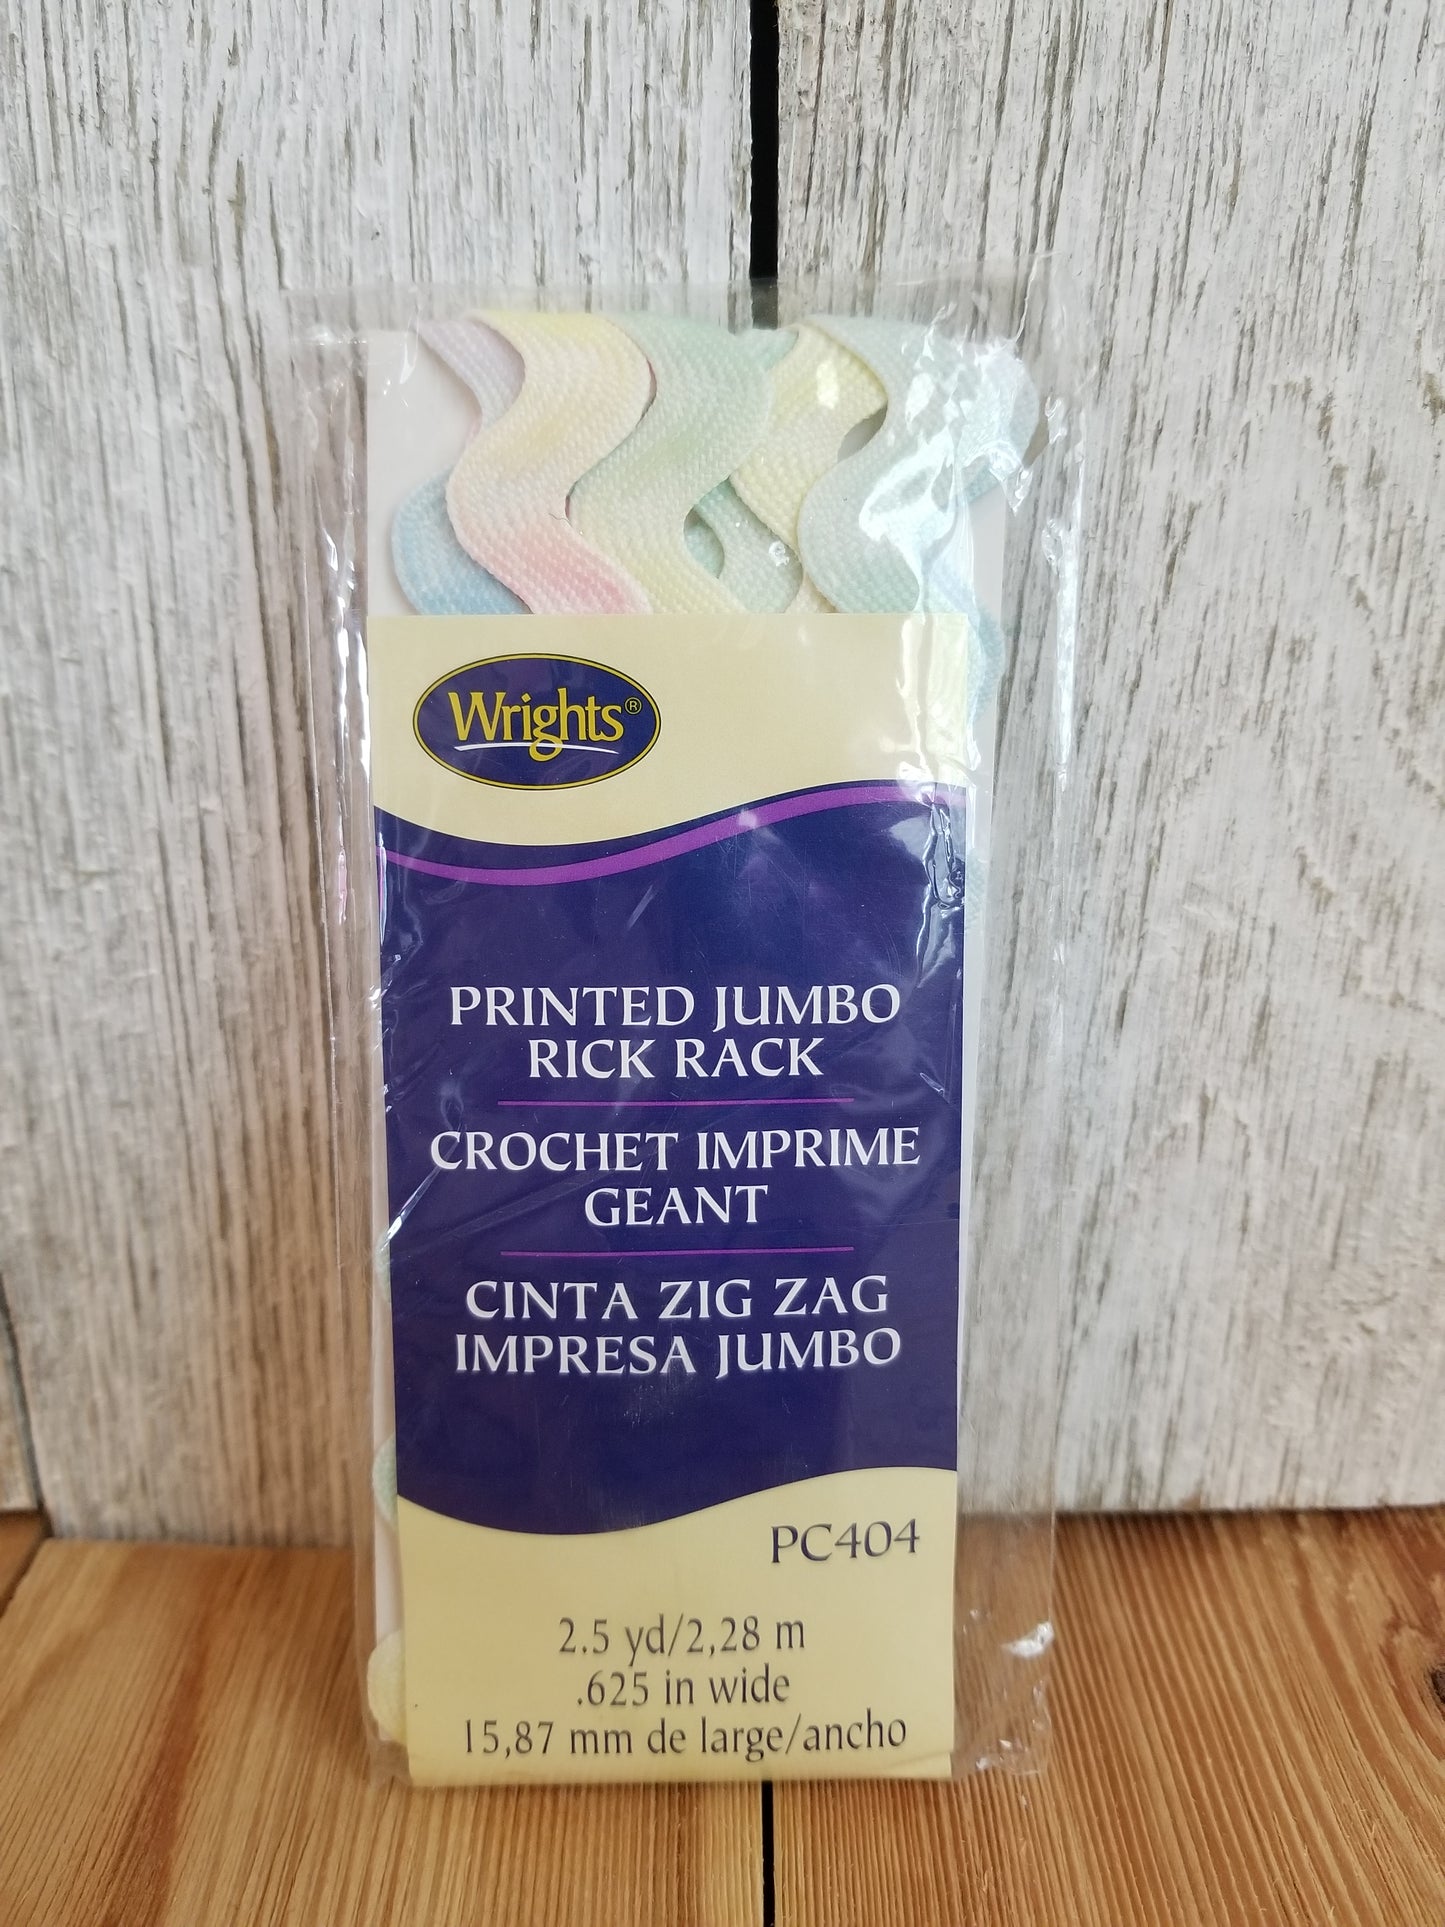 Wrights®
PRINTED JUMBO
RICK RACK
CROCHET IMPRIME
GEANT
CINTA ZIG ZAG
IMPRESA JUMBO
PC404
2.5 yd/2,28 m
.625 in wide
15,87 mm de large/ancho